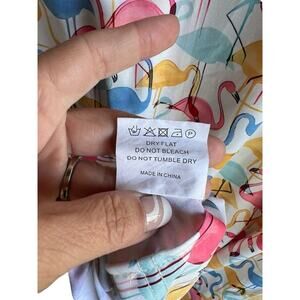 P
DRY FLAT
DO NOT BLEACH
DO NOT TUMBLE DRY
MADE IN CHINA